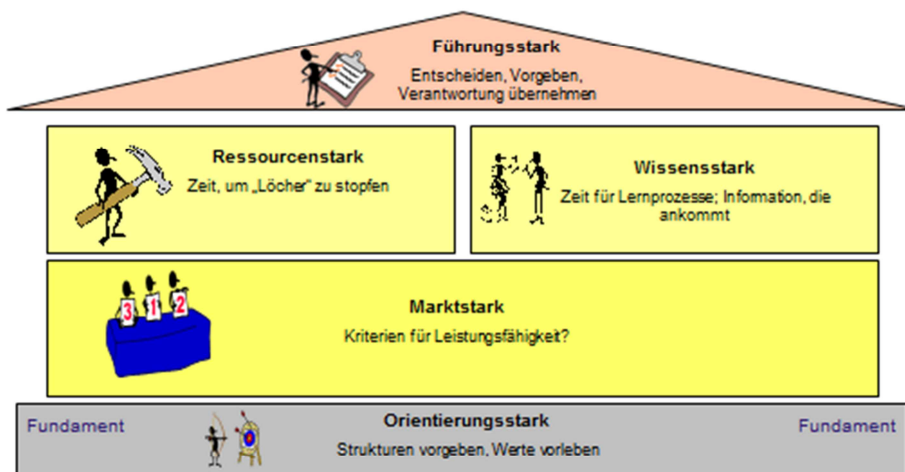 Führungsstark
Entscheiden, Vorgeben,
Verantwortung übernehmen
Ressourcenstark
Zeit, um „Löcher" zu stopfen
Wissensstark
Zeit für Lernprozesse; Information, die
ankommt
3 1 2
Marktstark
Kriterien für Leistungsfähigkeit?
Fundament
Orientierungsstark
Fundament
Strukturen vorgeben, Werte vorleben